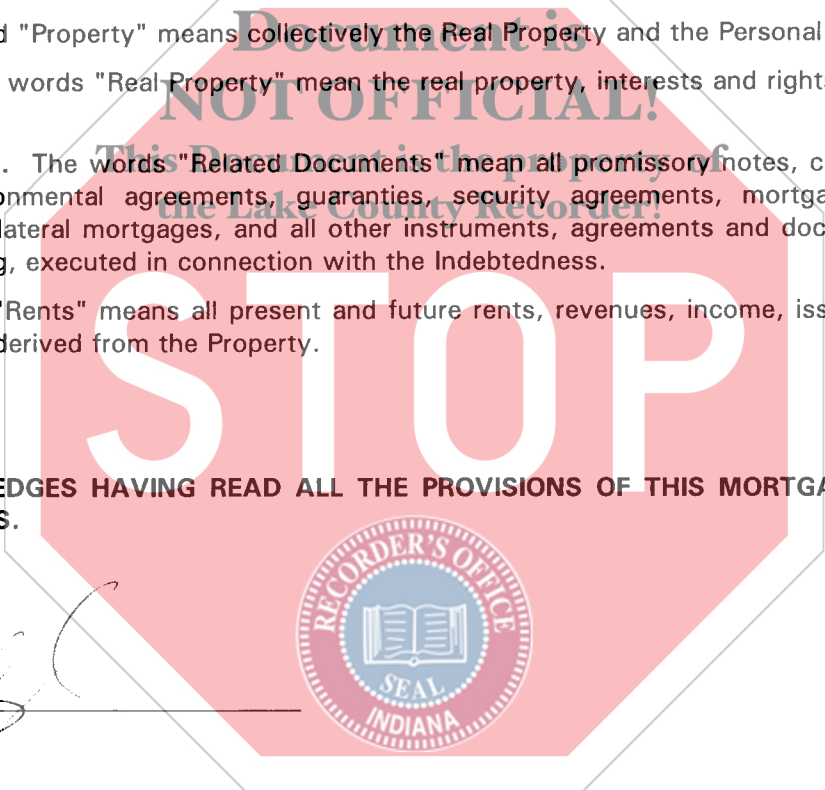 d "Property" means collectively the Real Property and the Personal
words "Real Property" mean the real property, interests and right
. The words "Related Documents" mean all promissory notes, c
onmental agreements, guaranties, security agreements, mortga
lateral mortgages, and all other instruments, agreements and doc
g, executed in connection with the Indebtedness.
"Rents" means all present and future rents, revenues, income, iss
derived from the Property.
EDGES HAVING READ ALL THE PROVISIONS OF THIS MORTGA
S.
Document is
NOT OFFICIAL!
This Document is the property of
the Lake County Recorder!
STOP
RECORDER'S OFFICE
SEAL
INDIANA